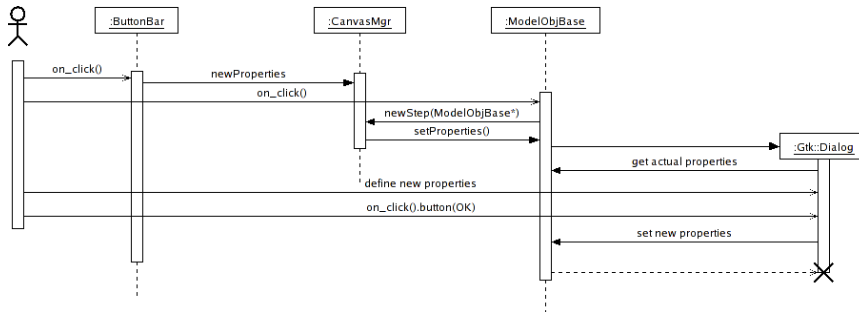 :ButtonBar
:CanvasMgr
:ModelObjBase
on_click()
newProperties
on_click()
newStep(ModelObjBase*)
setProperties()
:Gtk::Dialog
get actual properties
define new properties
on_click().button(OK)
set new properties